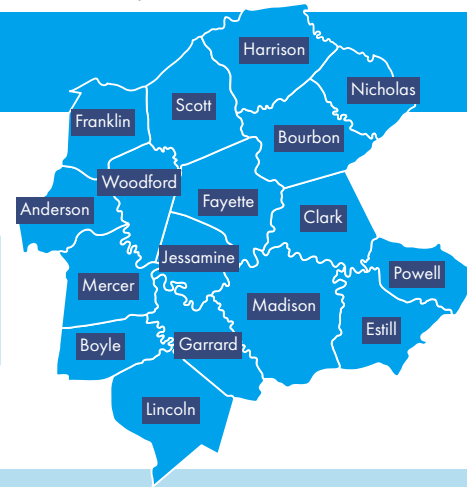 Harrison
Nicholas
Scott
Franklin
Bourbon
Woodford
Fayette
Anderson
Clark
Jessamine
Powell
Mercer
Madison
Estill
Boyle
Garrard
Lincoln